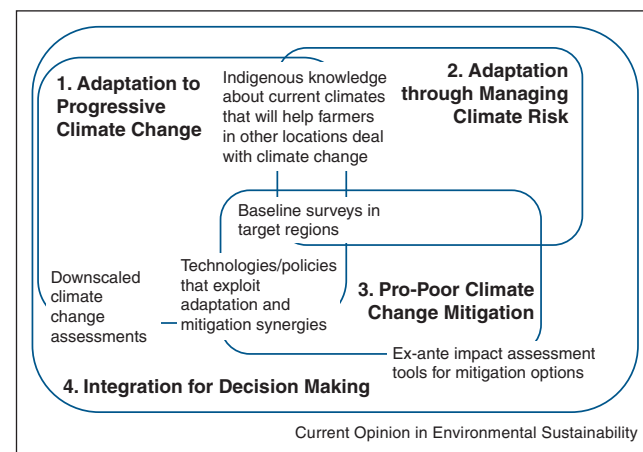 1. Adaptation to
Progressive
Climate Change
Indigenous knowledge
about current climates
that will help farmers
in other locations deal
with climate change
2. Adaptation
through Managing
Climate Risk
Baseline surveys in
target regions
Downscaled
climate
change
assessments
Technologies/policies
that exploit
adaptation and
mitigation synergies
3. Pro-Poor Climate
Change Mitigation
Ex-ante impact assessment
tools for mitigation options
4. Integration for Decision Making
Current Opinion in Environmental Sustainability